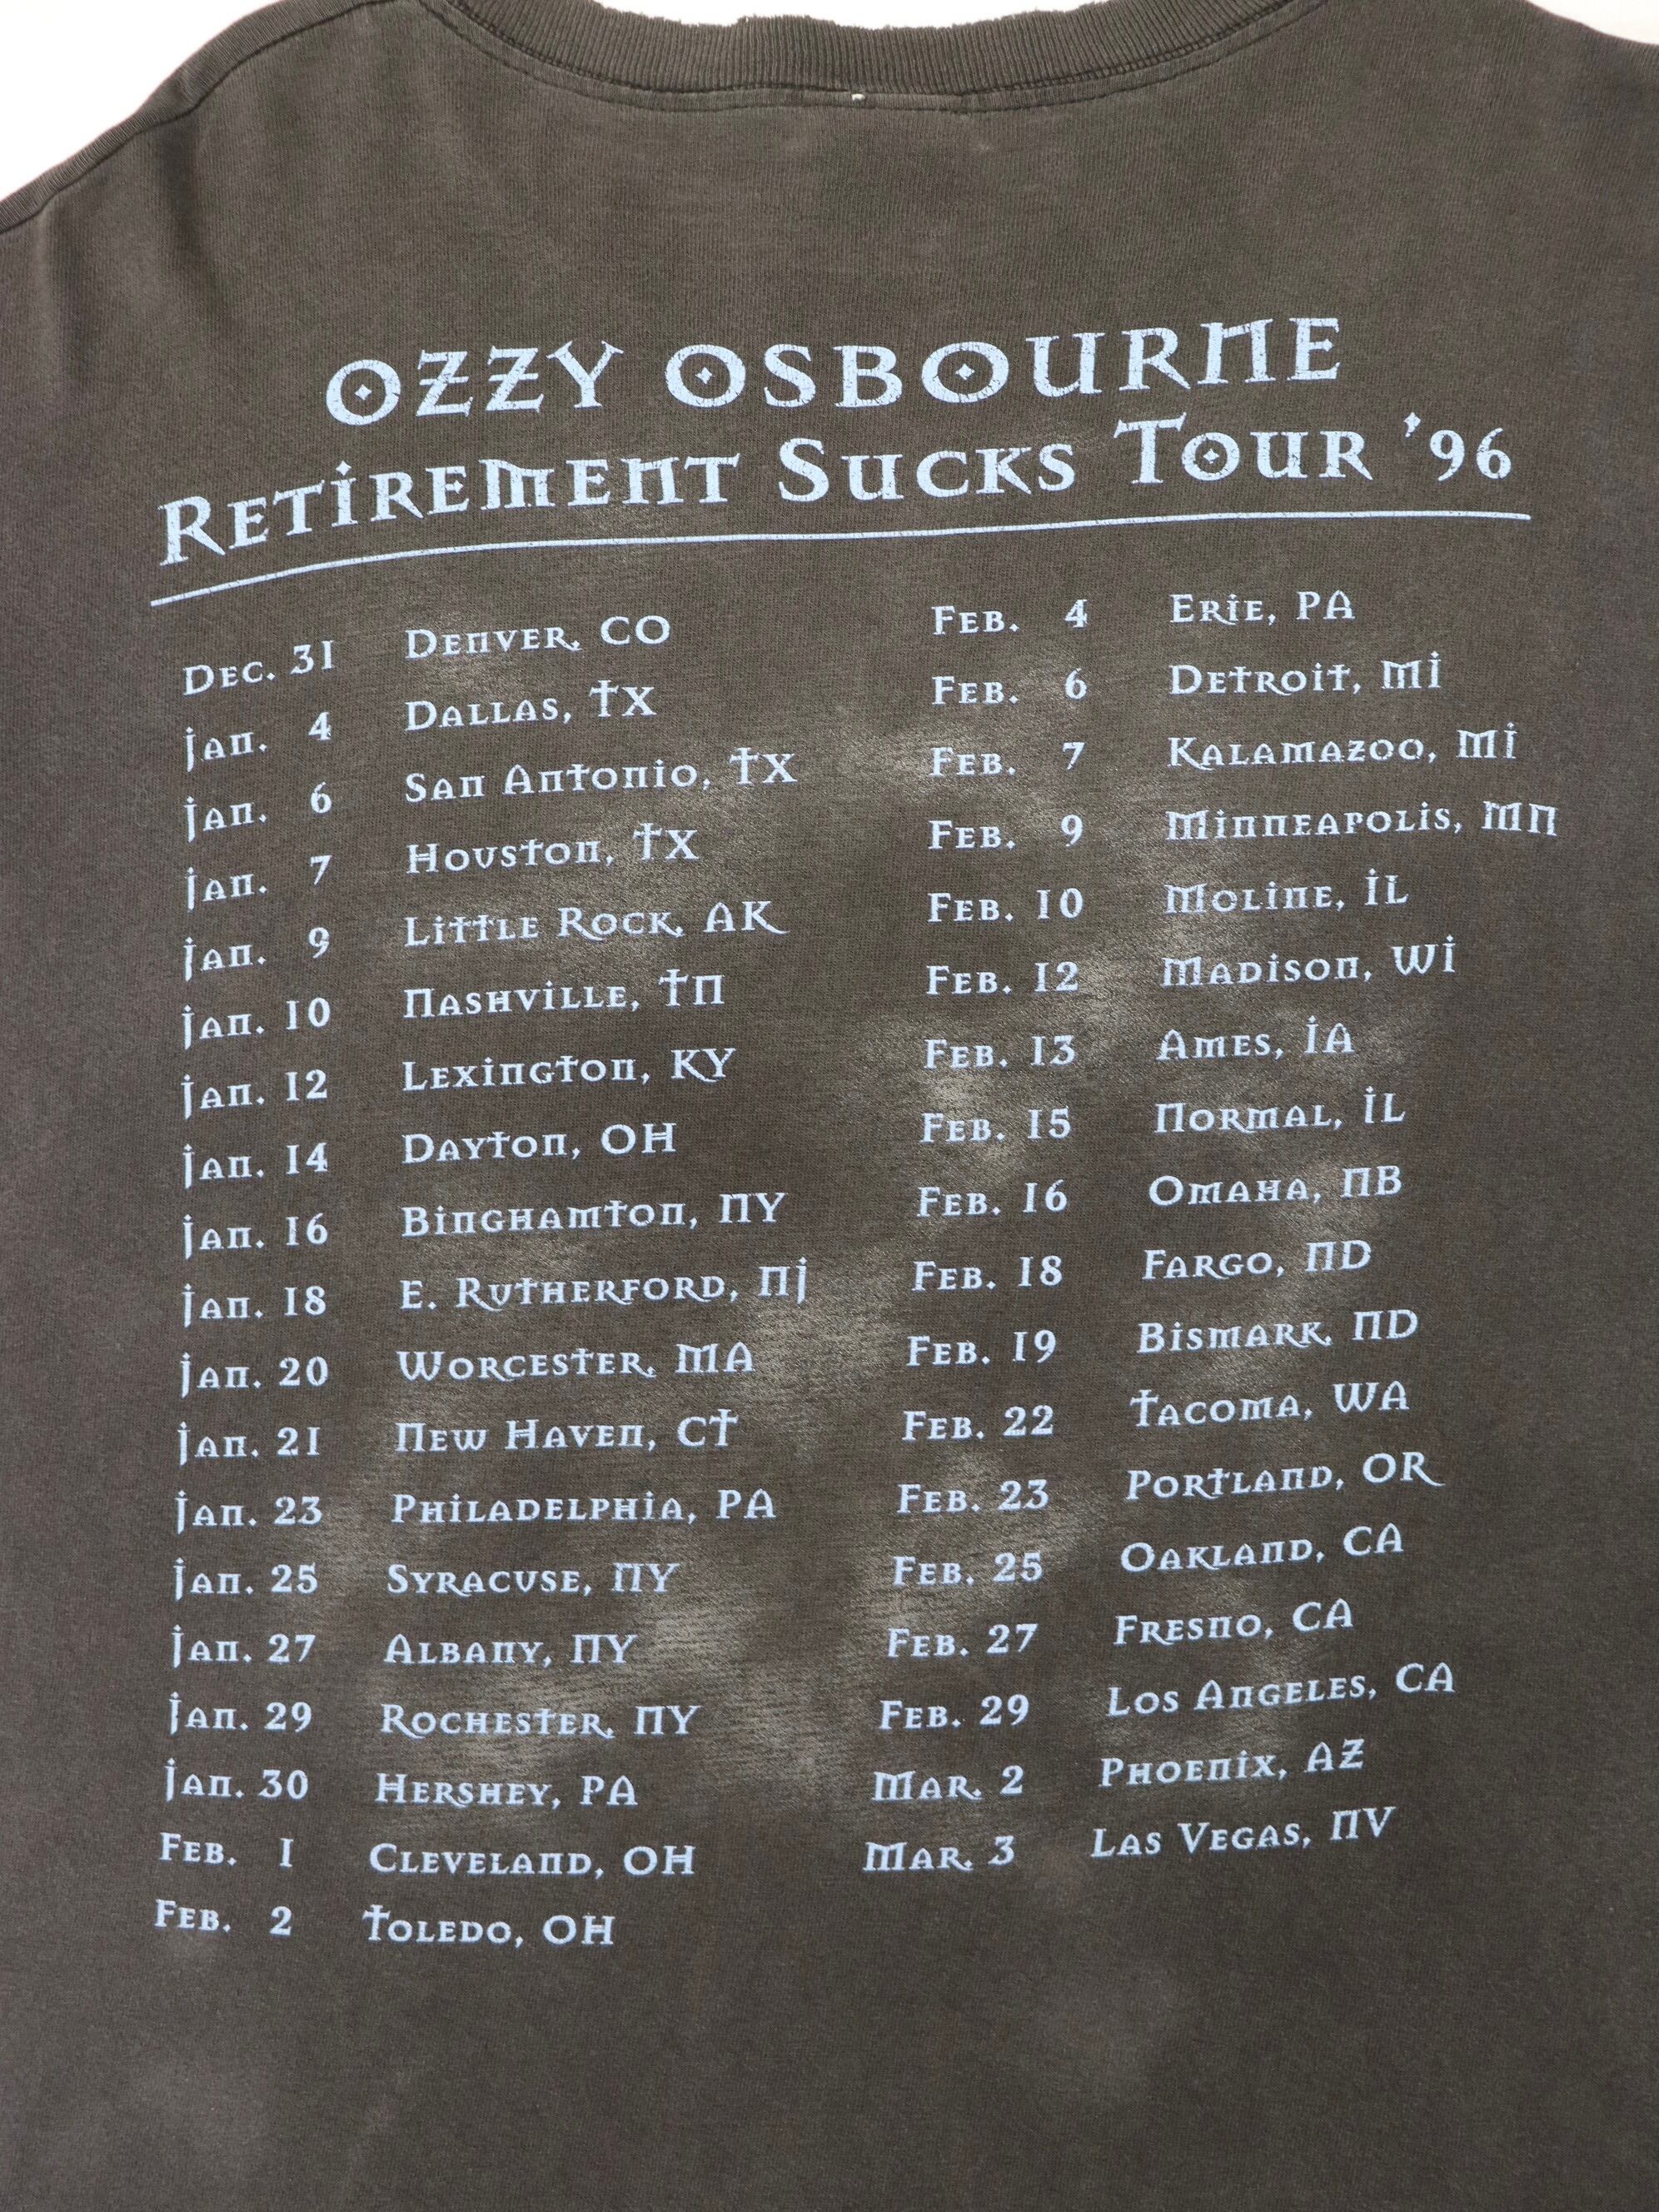 OZZY OSBOURNE
RETIREMENT SUCKS TOUR '96
DEC. 31 DENVER, CO
JAN. 4 DALLAS, TX
JAN. 6 SAN ANTONIO, TX
JAN. 7 HOUSTON, TX
JAN. 9 LITTLE ROCK, AK
JAN. 10 NASHVILLE, TN
JAN. 12 LEXINGTON, KY
JAN. 14 DAYTON, OH
JAN. 16 BINGHAMTON, NY
JAN. 18 E. RUTHERFORD, NJ
JAN. 20 WORCESTER, MA
JAN. 21 NEW HAVEN, CT
JAN. 23 PHILADELPHIA, PA
JAN. 25 SYRACUSE, NY
JAN. 27 ALBANY, NY
JAN. 29 ROCHESTER, NY
JAN. 30 HERSHEY, PA
FEB. 1 CLEVELAND, OH
FEB. 2 TOLEDO, OH
FEB. 4 ERIE, PA
FEB. 6 DETROIT, MI
FEB. 7 KALAMAZOO, MI
FEB. 9 MINNEAPOLIS, MN
FEB. 10 MOLINE, IL
FEB. 12 MADISON, WI
FEB. 13 AMES, IA
FEB. 15 NORMAL, IL
FEB. 16 OMAHA, NB
FEB. 18 FARGO, ND
FEB. 19 BISMARK, ND
FEB. 22 TACOMA, WA
FEB. 23 PORTLAND, OR
FEB. 25 OAKLAND, CA
FEB. 27 FRESNO, CA
FEB. 29 LOS ANGELES, CA
MAR. 2 PHOENIX, AZ
MAR. 3 LAS VEGAS, NV